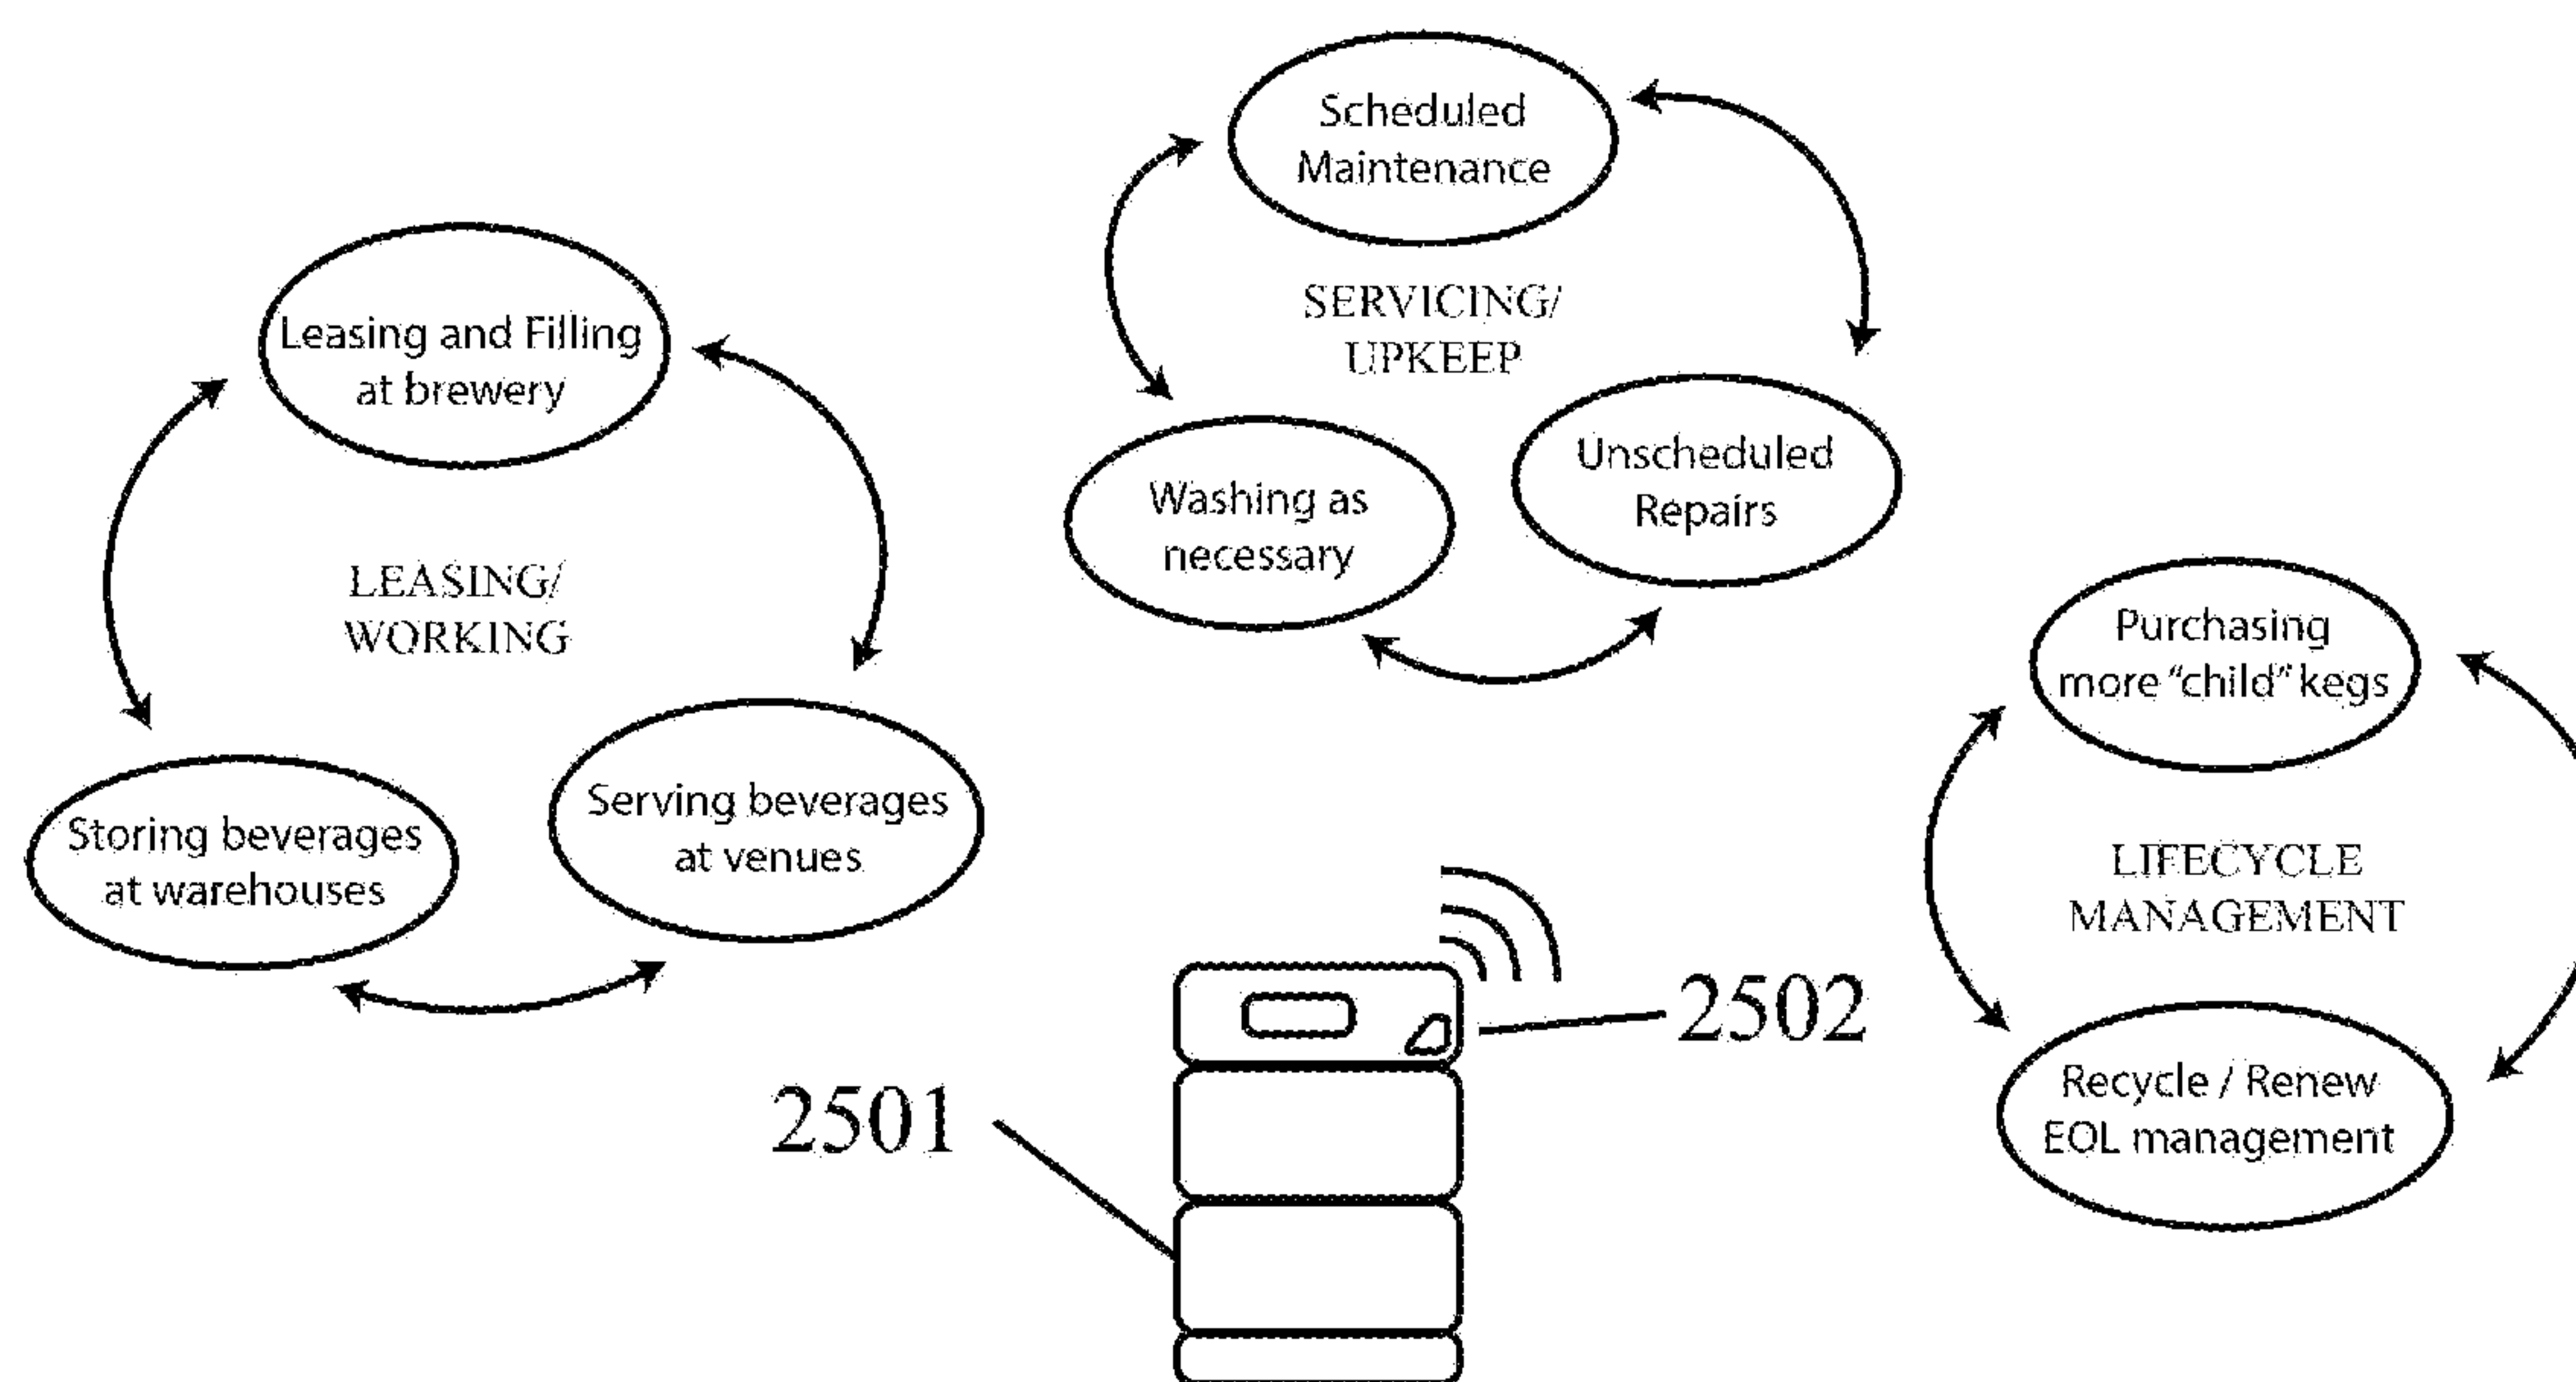 Scheduled
Maintenance
SERVICING/
UPKEEP
Washing as
necessary
Unscheduled
Repairs
Leasing and Filling
at brewery
LEASING/
WORKING
Storing beverages
at warehouses
Serving beverages
at venues
Purchasing
more “child” kegs
LIFECYCLE
MANAGEMENT
Recycle / Renew
EOL management
2502
2501